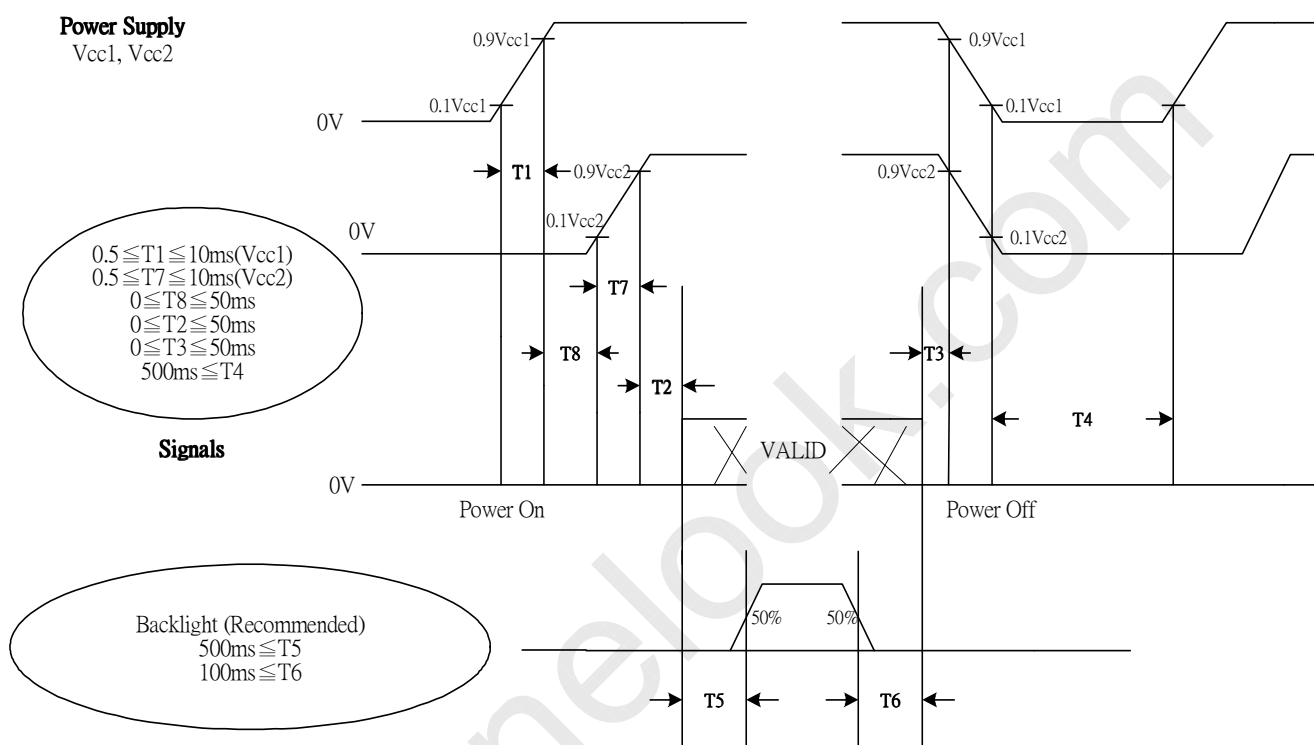 Power Supply
Vcc1, Vcc2
0.9Vcc1
0.9Vcc1
0.1Vcc1
0.1Vcc1
0V
T1
0.9Vcc2
0.9Vcc2
0.1Vcc2
0.1Vcc2
0V
0.5≦T1≦10ms(Vcc1)
0.5≦T7≦10ms(Vcc2)
0≦T8≦50ms
0≦T2≦50ms
0≦T3≦50ms
500ms≦T4
T7
T8
T3
T2
T4
Signals
VALID
0V
Power On
Power Off
Backlight (Recommended)
500ms≦T5
100ms≦T6
50%
50%
T5
T6
nelook.com